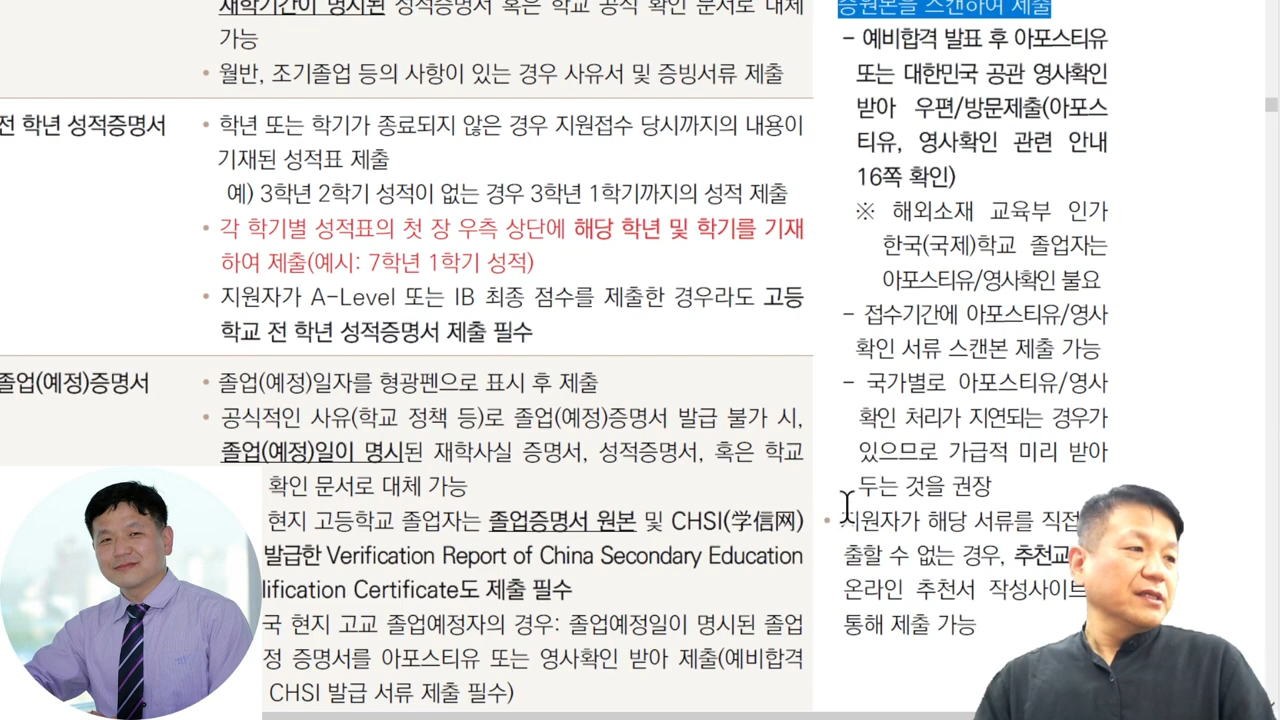 재학기간이 명시된 성적증명서 혹은 학교 공식 확인 문서로 대체
가능
• 월반, 조기졸업 등의 사항이 있는 경우 사유서 및 증빙서류 제출
전 학년 성적증명서
• 학년 또는 학기가 종료되지 않은 경우 지원접수 당시까지의 내용이
기재된 성적표 제출
예) 3학년 2학기 성적이 없는 경우 3학년 1학기까지의 성적 제출
• 각 학기별 성적표의 첫 장 우측 상단에 해당 학년 및 학기를 기재
하여 제출(예시: 7학년 1학기 성적)
• 지원자가 A-Level 또는 IB 최종 점수를 제출한 경우라도 고등
학교 전 학년 성적증명서 제출 필수
졸업(예정)증명서
• 졸업(예정)일자를 형광펜으로 표시 후 제출
• 공식적인 사유(학교 정책 등)로 졸업(예정)증명서 발급 불가 시,
졸업(예정)일이 명시된 재학사실 증명서, 성적증명서, 혹은 학교
확인 문서로 대체 가능
현지 고등학교 졸업자는 졸업증명서 원본 및 CHSI(学信网)
발급한 Verification Report of China Secondary Education
lification Certificate도 제출 필수
국 현지 고교 졸업예정자의 경우: 졸업예정일이 명시된 졸업
정 증명서를 아포스티유 또는 영사확인 받아 제출(예비합격
CHSI 발급 서류 제출 필수)
증원본을 스캔하여 제출
- 예비합격 발표 후 아포스티유
또는 대한민국 공관 영사확인
받아 우편/방문제출(아포스
티유, 영사확인 관련 안내
16쪽 확인)
※ 해외소재 교육부 인가
한국(국제)학교 졸업자는
아포스티유/영사확인 불요
- 접수기간에 아포스티유/영사
확인 서류 스캔본 제출 가능
- 국가별로 아포스티유/영사
확인 처리가 지연되는 경우가
있으므로 가급적 미리 받아
두는 것을 권장
• 지원자가 해당 서류를 직접
출할 수 없는 경우, 추천교
온라인 추천서 작성사이트
통해 제출 가능